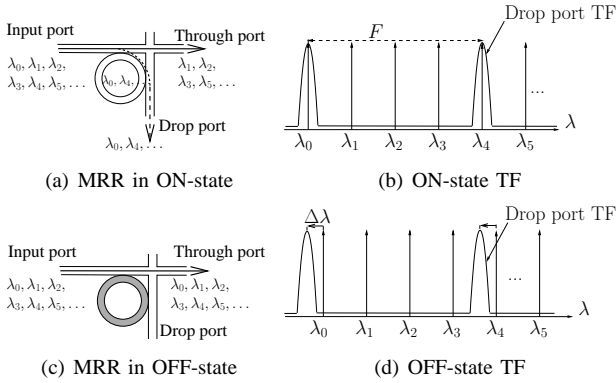 Input port
Through port
λ₀, λ₁, λ₂,
λ₃, λ₄, λ₅, ...
λ₀, λ₄, ...
λ₁, λ₂,
λ₃, λ₅, ...
Drop port
λ₀, λ₄, ...
(a) MRR in ON-state
Drop port TF
F
...
λ
λ₀ λ₁ λ₂ λ₃ λ₄ λ₅
(b) ON-state TF
Input port
Through port
λ₀, λ₁, λ₂,
λ₃, λ₄, λ₅, ...
λ₀, λ₁, λ₂,
λ₃, λ₄, λ₅, ...
Drop port
(c) MRR in OFF-state
Δλ
Drop port TF
...
λ
λ₀ λ₁ λ₂ λ₃ λ₄ λ₅
(d) OFF-state TF